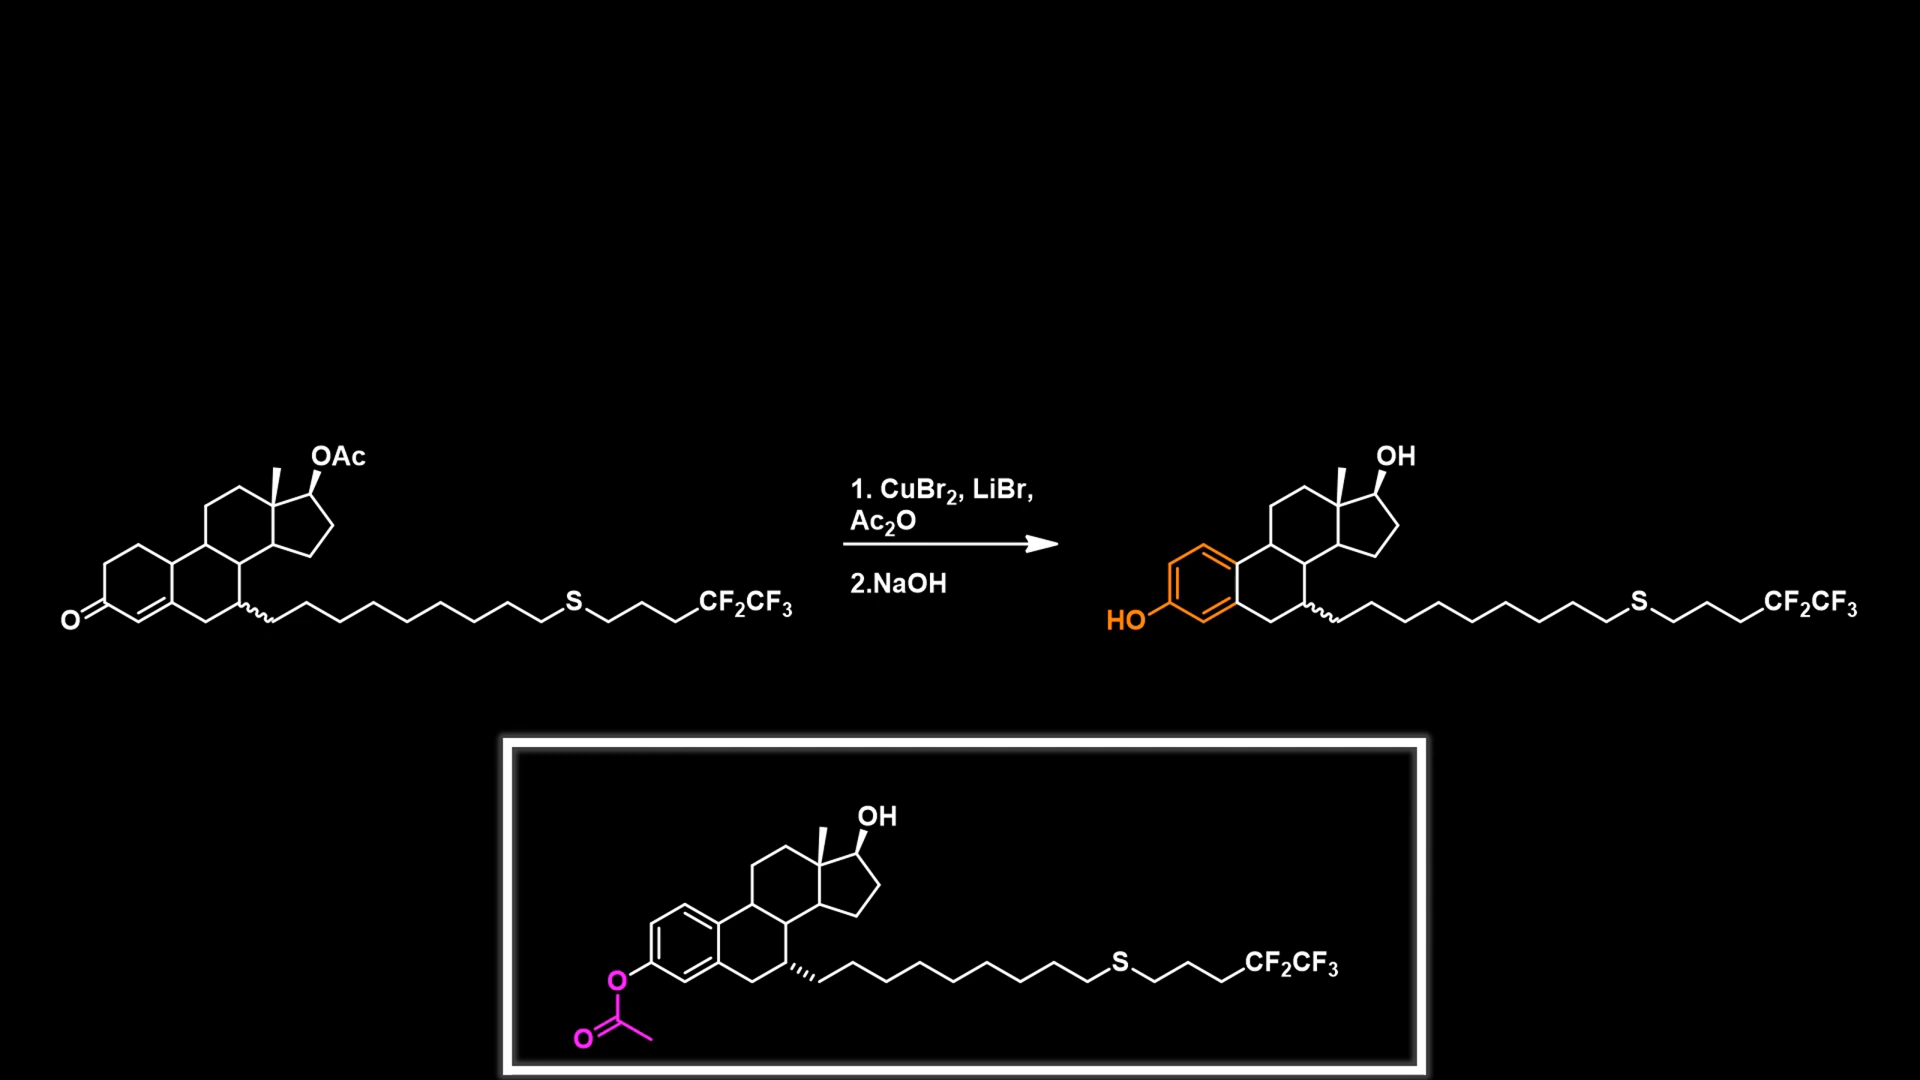 OAc
O
S
CF₂CF₃
1. CuBr₂, LiBr,
Ac₂O
2.NaOH
OH
HO
S
CF₂CF₃
OH
O
O
S
CF₂CF₃